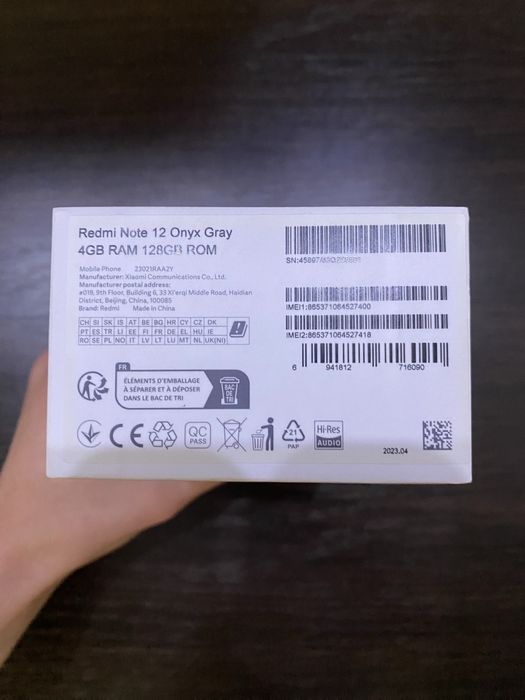 Redmi Note 12 Onyx Gray
4GB RAM 128GB ROM
Mobile Phone 23021RAA2Y
Manufacturer: Xiaomi Communications Co., Ltd.
Manufacturer postal address:
#019, 9th Floor, Building 6, 33 Xi'erqi Middle Road, Haidian
District, Beijing, China, 100085
Brand: Redmi Made in China
CH SI SK IS AT BE BG HR CY CZ DK
PT ES TR LI EE FI FR DE EL HU IE
RO SE PL NO IT LV LT LU MT NL UK(NI)
FR
ÉLÉMENTS D'EMBALLAGE
À SÉPARER ET À DÉPOSER
DANS LE BAC DE TRI
BAC
DE
TRI
CE
QC
PASS
21
PAP
Hi-Res
AUDIO
IMEI1:865371064527400
IMEI2:865371064527418
6 941812 716090
2023.04